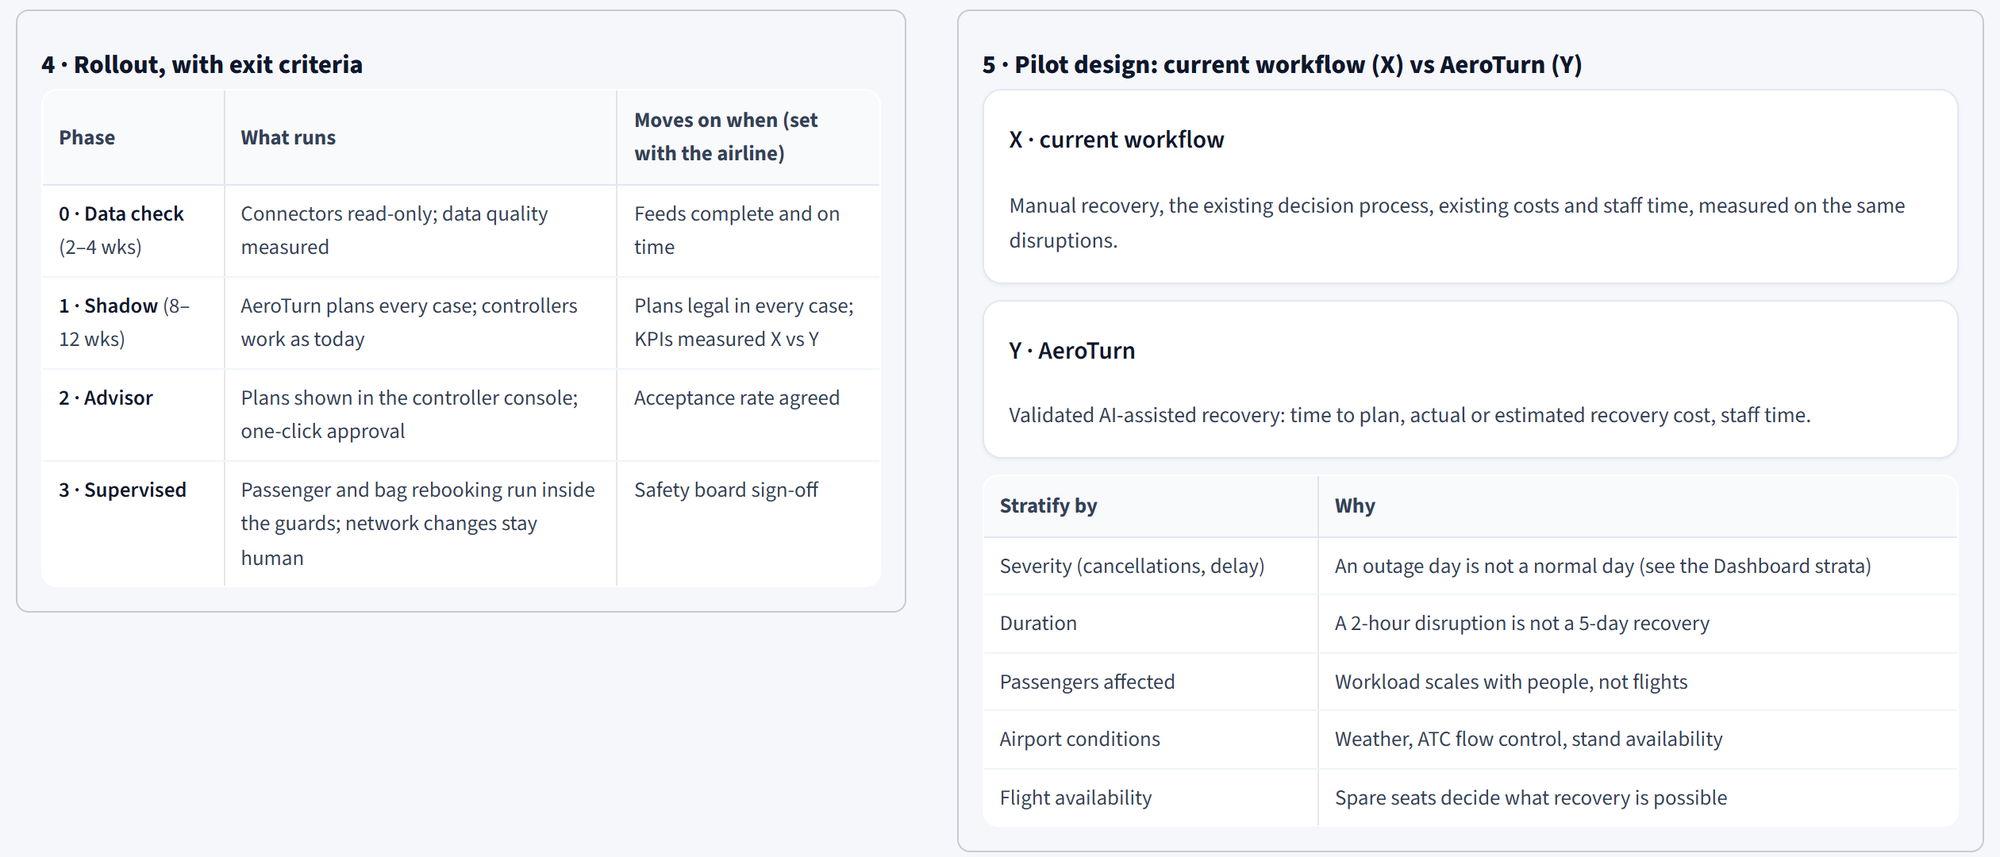 4 · Rollout, with exit criteria
Phase
What runs
Moves on when (set
with the airline)
0 · Data check
(2–4 wks)
Connectors read-only; data quality
measured
Feeds complete and on
time
1 · Shadow (8–
12 wks)
AeroTurn plans every case; controllers
work as today
Plans legal in every case;
KPIs measured X vs Y
2 · Advisor
Plans shown in the controller console;
one-click approval
Acceptance rate agreed
3 · Supervised
Passenger and bag rebooking run inside
the guards; network changes stay
human
Safety board sign-off
5 · Pilot design: current workflow (X) vs AeroTurn (Y)
X · current workflow
Manual recovery, the existing decision process, existing costs and staff time, measured on the same
disruptions.
Y · AeroTurn
Validated AI-assisted recovery: time to plan, actual or estimated recovery cost, staff time.
Stratify by
Why
Severity (cancellations, delay)
An outage day is not a normal day (see the Dashboard strata)
Duration
A 2-hour disruption is not a 5-day recovery
Passengers affected
Workload scales with people, not flights
Airport conditions
Weather, ATC flow control, stand availability
Flight availability
Spare seats decide what recovery is possible